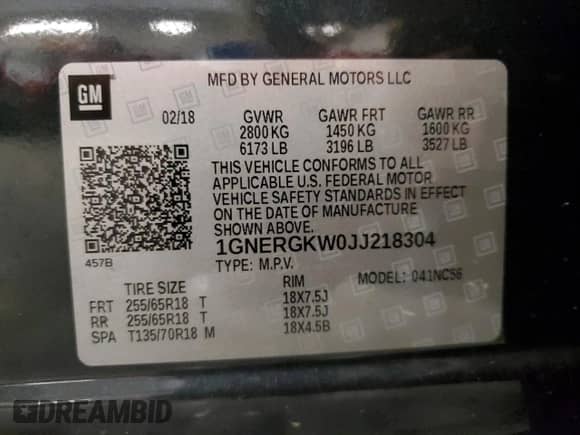 GM
MFD BY GENERAL MOTORS LLC
02/18 GVWR GAWR FRT GAWR RR
2800 KG 1450 KG 1600 KG
6173 LB 3196 LB 3527 LB
THIS VEHICLE CONFORMS TO ALL
APPLICABLE U.S. FEDERAL MOTOR
VEHICLE SAFETY STANDARDS IN EFFECT
ON THE DATE OF MANUFACTURE
SHOWN ABOVE.
457B
1GNERGKW0JJ218304
TYPE: M.P.V. MODEL: 041NC56
TIRE SIZE RIM
FRT 255/65R18 T 18X7.5J
RR 255/65R18 T 18X7.5J
SPA T135/70R18 M 18X4.5B
DREAMBID